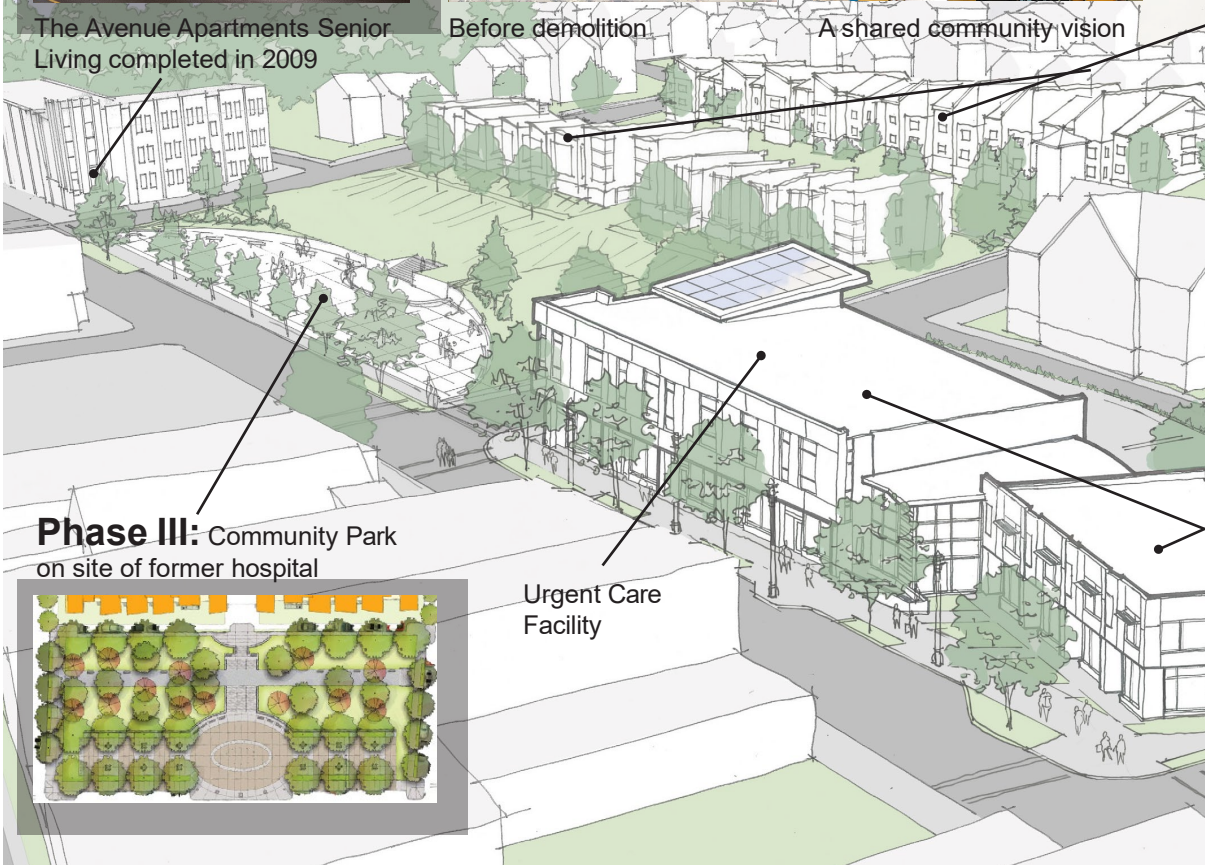 The Avenue Apartments Senior
Living completed in 2009
Before demolition
A shared community vision
Phase III: Community Park
on site of former hospital
Urgent Care
Facility